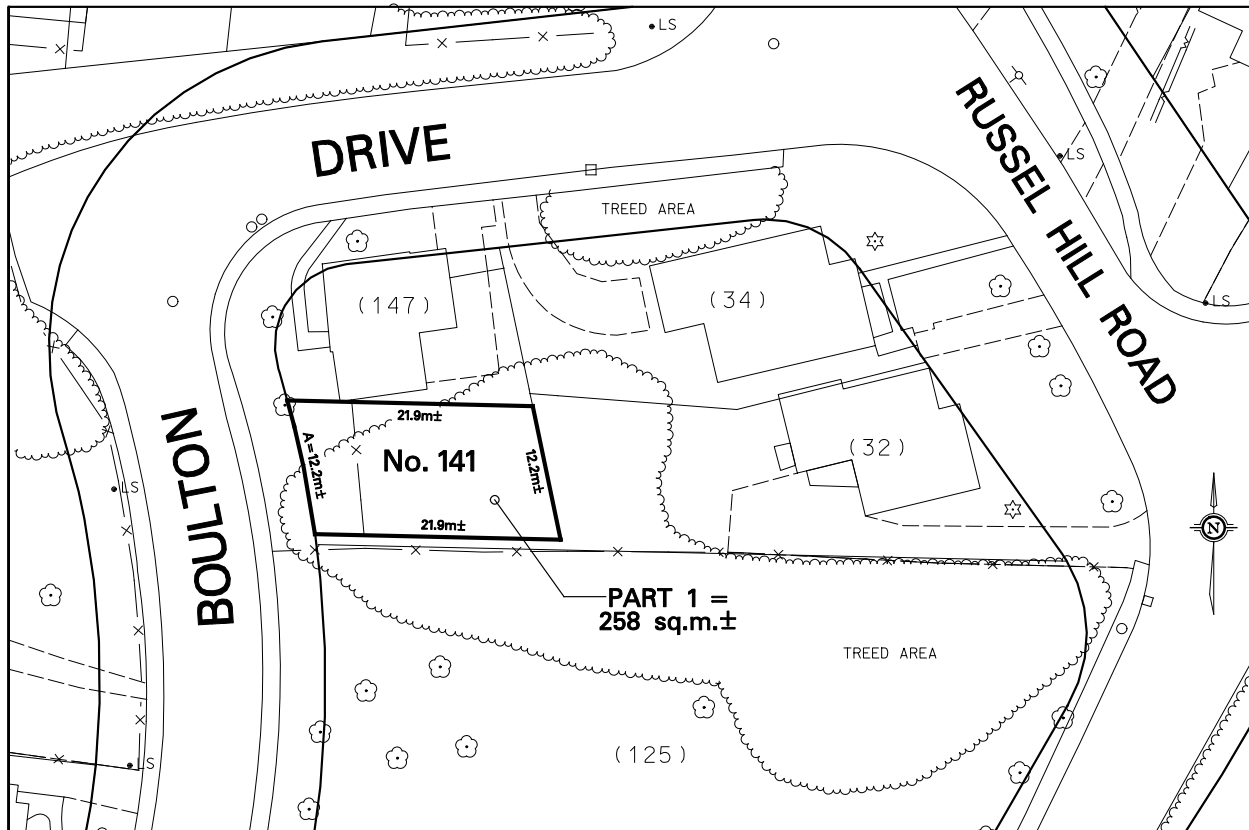 LS
DRIVE
RUSSEL HILL ROAD
LS
TREED AREA
(147)
(34)
LS
21.9m±
A=12.2m±
No. 141
12.2m±
(32)
BOULTON
LS
21.9m±
N
PART 1 =
258 sq.m.±
TREED AREA
(125)
LS